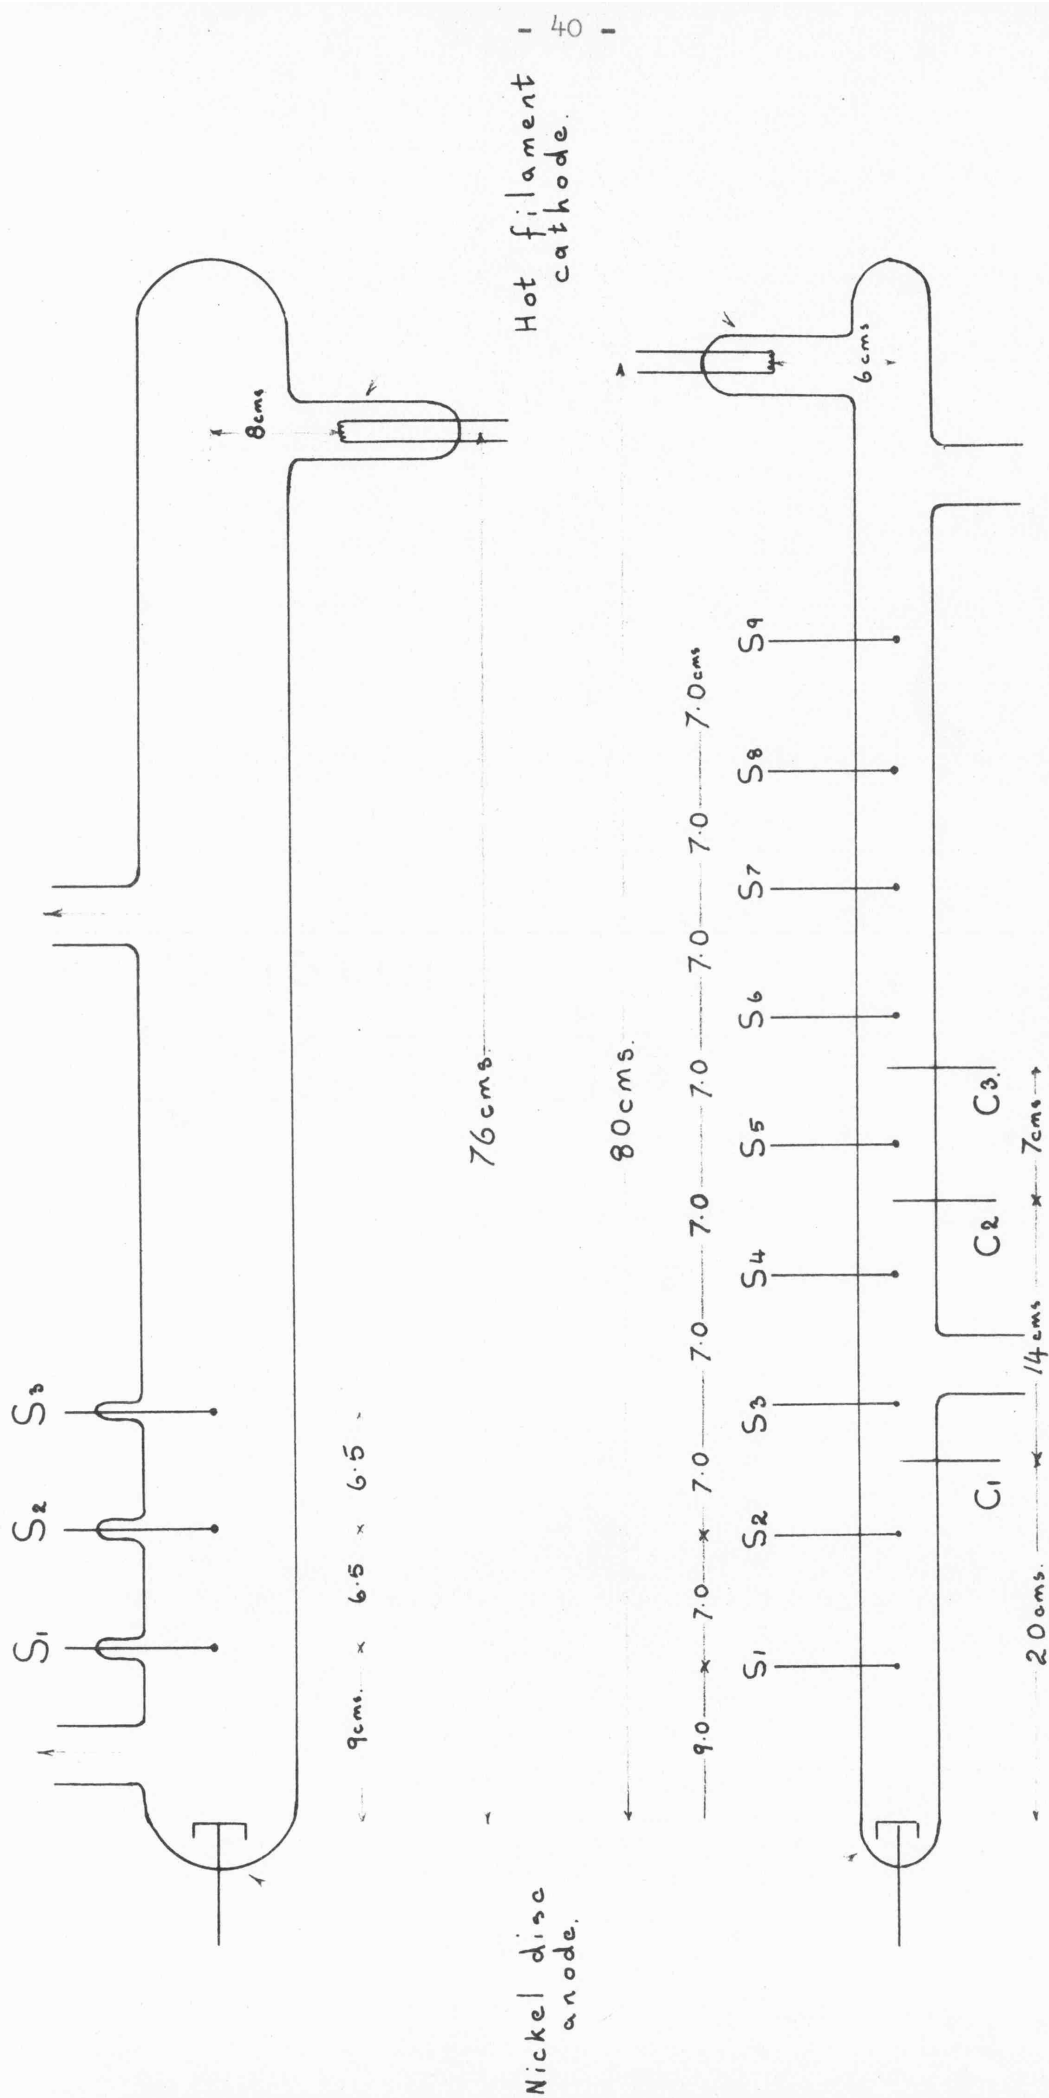 - 40 -
S1 S2 S3
8cms
9cms. × 6.5 × 6.5
76cms.
Nickel disc
anode.
Hot filament
cathode.
80cms.
9.0 7.0 7.0 7.0 7.0 7.0 7.0 7.0 7.0cms
S1 S2 S3 S4 S5 S6 S7 S8 S9
6cms
C1 C2 C3.
20cms. 14cms 7cms